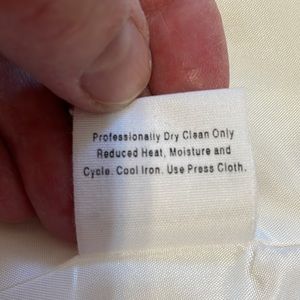 Professionally Dry Clean Only
Reduced Heat, Moisture and
Cycle. Cool Iron. Use Press Cloth.